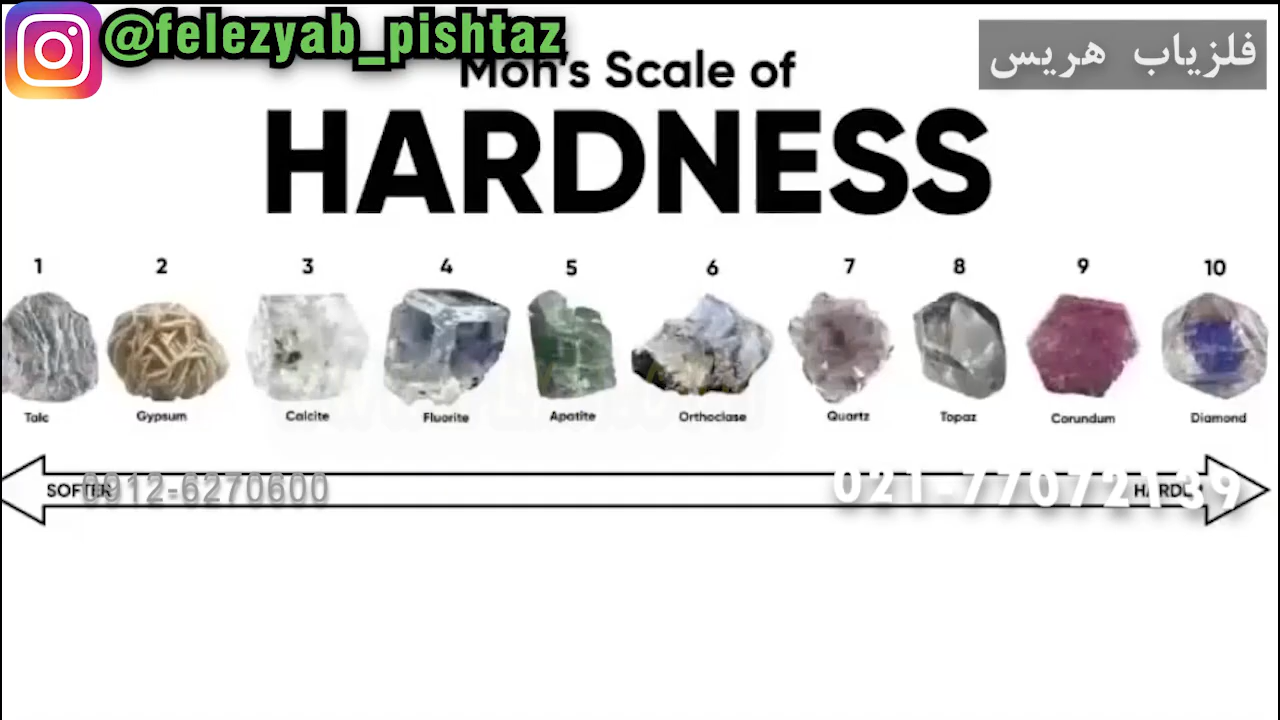 @felezyab_pishtaz
فلزیاب هریس
Moh's Scale of
HARDNESS
1 2 3 4 5 6 7 8 9 10
Talc Gypsum Calcite Fluorite Apatite Orthoclase Quartz Topaz Corundum Diamond
SOFTER
0912-6270600
021-77072139